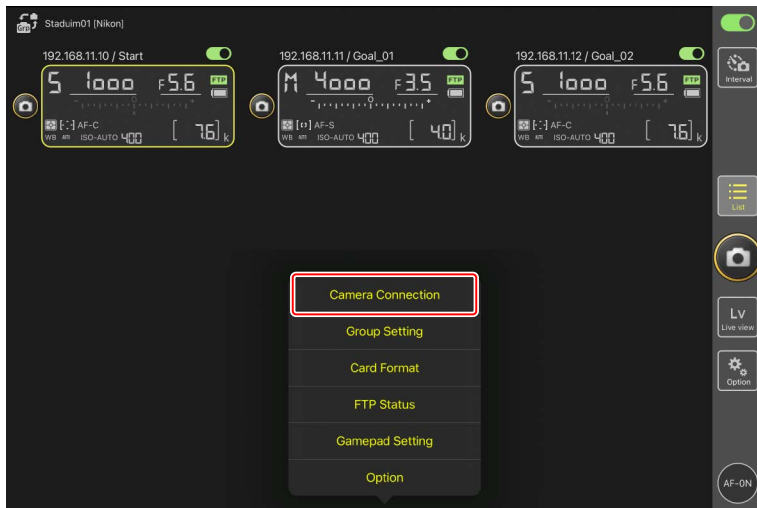 Grp Staduim01 [Nikon]
192.168.11.10 / Start
S 1000 F5.6 FTP
AF-C
WB ISO-AUTO 400 [ 7.6] k
192.168.11.11 / Goal_01
M 4000 F3.5 FTP
AF-S
WB ISO-AUTO 400 [ 4.0] k
192.168.11.12 / Goal_02
S 1000 F5.6 FTP
AF-C
WB ISO-AUTO 400 [ 7.6] k
Interval
List
Lv
Live view
Option
AF-ON
Camera Connection
Group Setting
Card Format
FTP Status
Gamepad Setting
Option